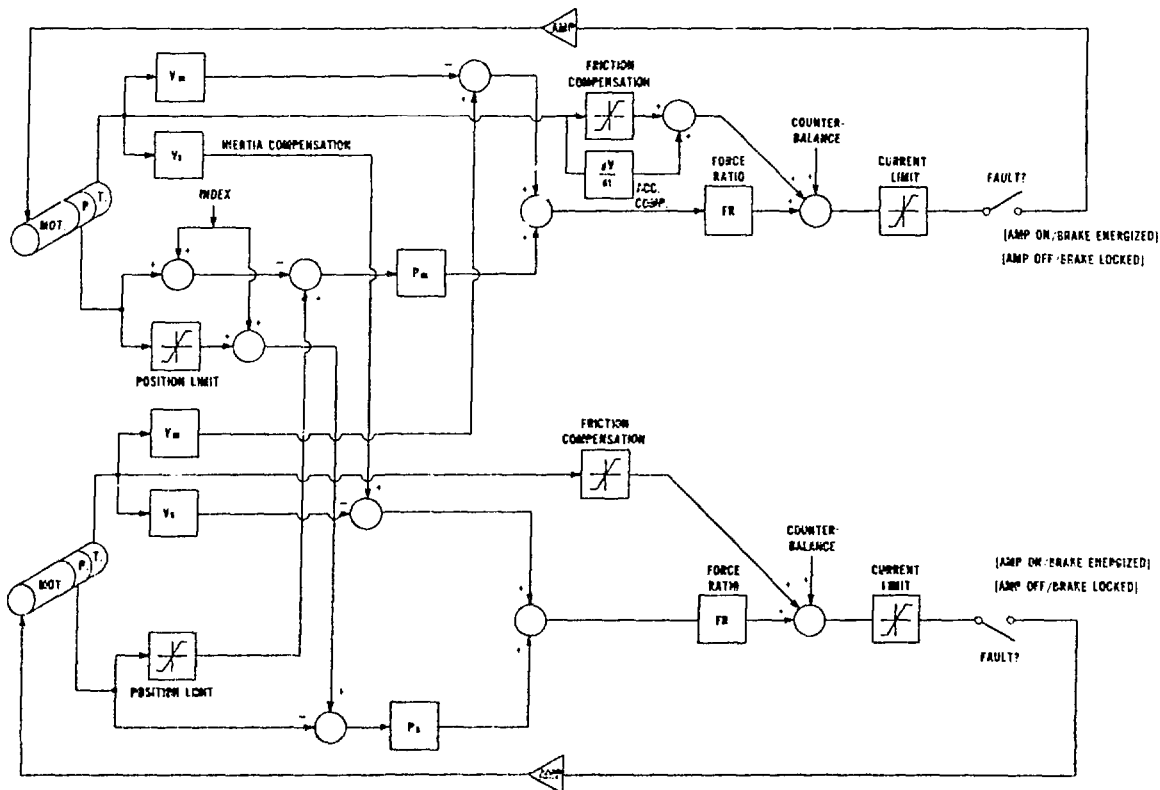 AMP
Vm
FRICTION
COMPENSATION
Vs
INERTIA COMPENSATION
COUNTER-
BALANCE
dV
dt
ACC.
COMP.
FORCE
RATIO
CURRENT
LIMIT
FAULT?
INDEX
MOT. P. T.
FR
[AMP ON/BRAKE ENERGIZED]
[AMP OFF/BRAKE LOCKED]
Pm
POSITION LIMIT
Vm
FRICTION
COMPENSATION
Vs
COUNTER-
BALANCE
[AMP ON/BRAKE ENERGIZED]
[AMP OFF/BRAKE LOCKED]
MOT P. T.
FORCE
RATIO
CURRENT
LIMIT
FR
FAULT?
POSITION LIMIT
Ps
AMP